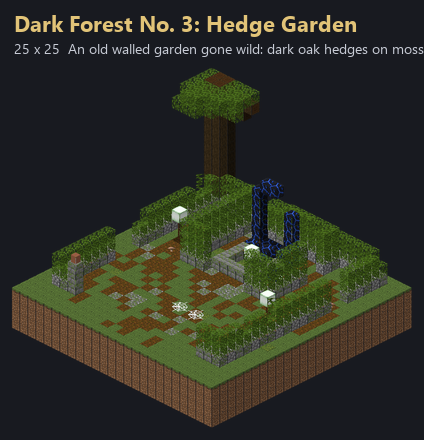 Dark Forest No. 3: Hedge Garden
25 x 25  An old walled garden gone wild: dark oak hedges on moss